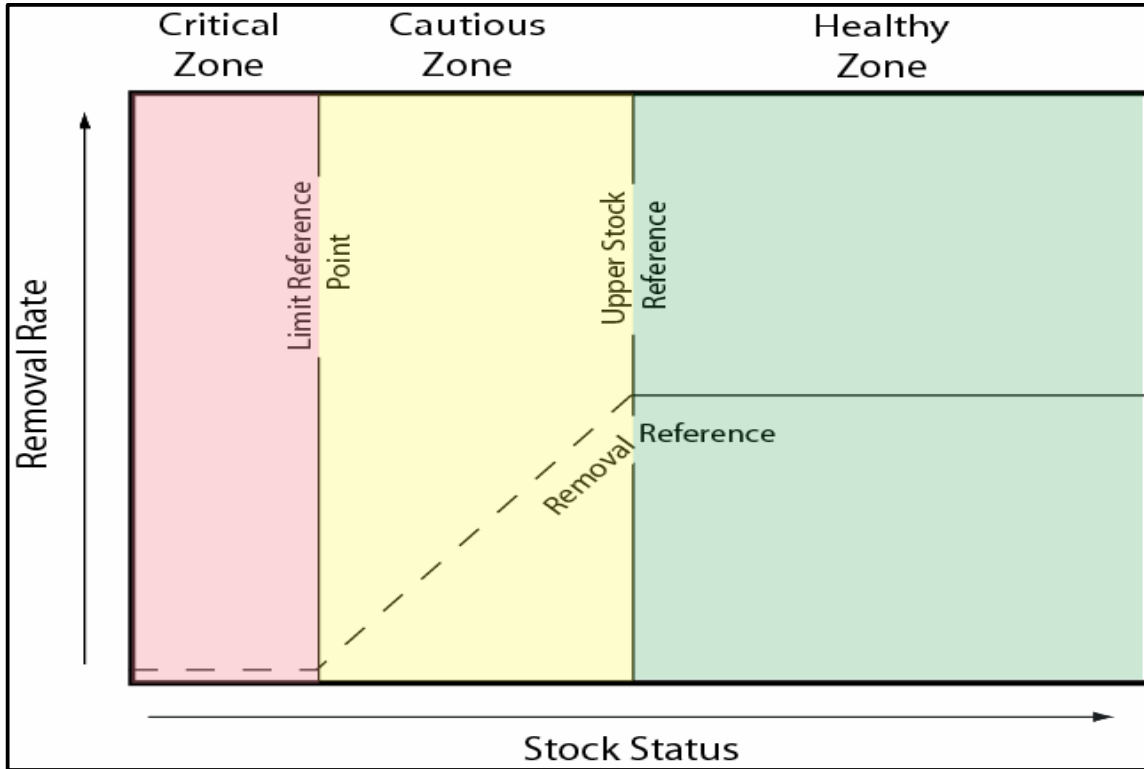 Critical
Zone
Cautious
Zone
Healthy
Zone
Removal Rate
Limit Reference
Point
Upper Stock
Reference
Removal Reference
Stock Status